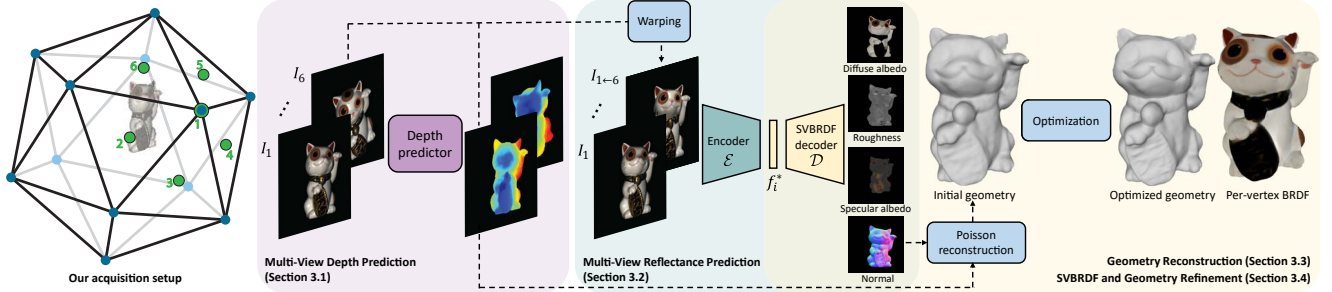 1
2
3
4
5
6
Our acquisition setup
I₆
I₁
Depth
predictor
Multi-View Depth Prediction
(Section 3.1)
Warping
I₁←₆
I₁
Encoder
ℰ
f*ᵢ
SVBRDF
decoder
𝒟
Multi-View Reflectance Prediction
(Section 3.2)
Diffuse albedo
Roughness
Specular albedo
Normal
Initial geometry
Poisson
reconstruction
Optimization
Optimized geometry
Per-vertex BRDF
Geometry Reconstruction (Section 3.3)
SVBRDF and Geometry Refinement (Section 3.4)